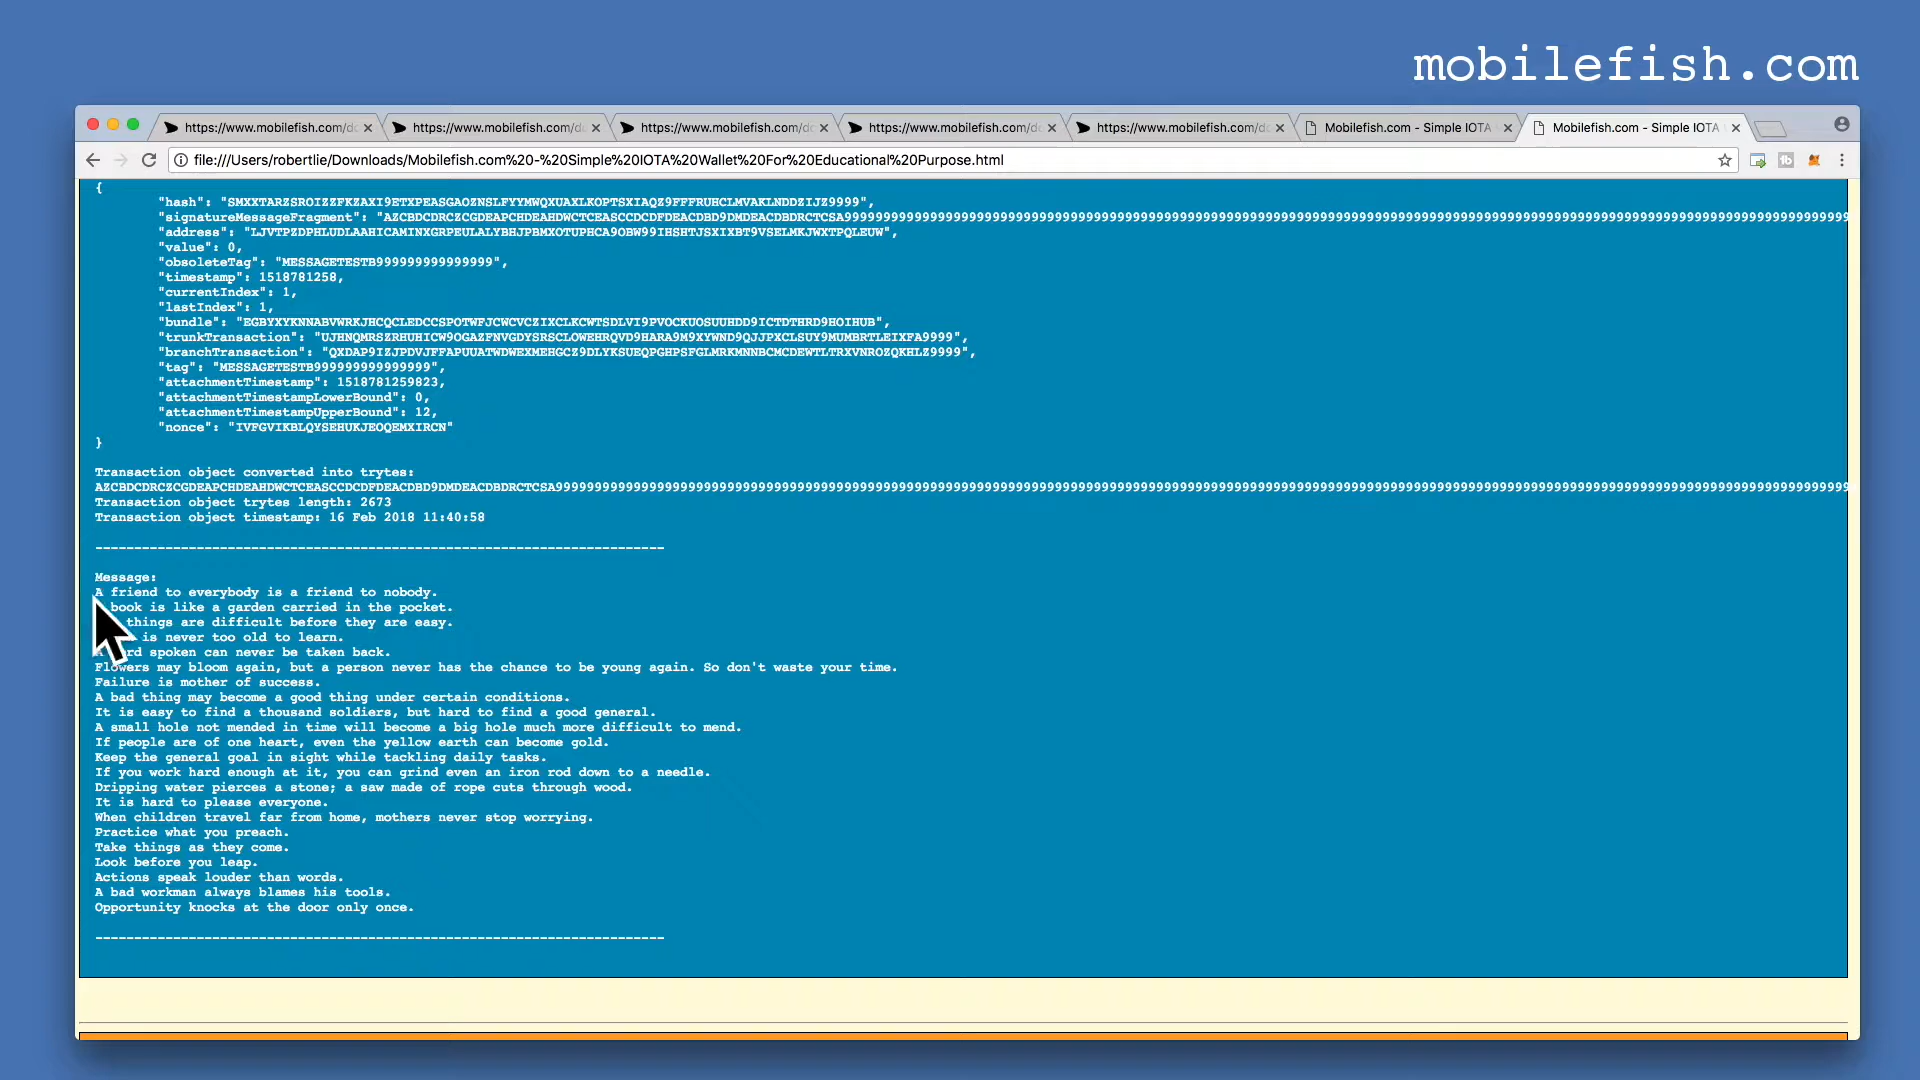 mobilefish.com
https://www.mobilefish.com/do
https://www.mobilefish.com/do
https://www.mobilefish.com/do
https://www.mobilefish.com/do
https://www.mobilefish.com/do
Mobilefish.com - Simple IOTA
Mobilefish.com - Simple IOTA
file:///Users/robertlie/Downloads/Mobilefish.com%20-%20Simple%20IOTA%20Wallet%20For%20Educational%20Purpose.html
{
"hash": "SMXXTARZSROIZZFKZAXI9ETXPEASGAOZNSLFYYMWQXUAXLKOPTSXIAQZ9FFFRUHCLMVAKLNDDZIJZ9999",
"signatureMessageFragment":
"address": "LJVTPZDPHLUDLAAHICAMINXGRPEULALYBHJPBMXOTUPHCA9OBW99IHSHTJSXIXBT9VSELMKJWXTPQLEUW",
"value": 0,
"obsoleteTag": "MESSAGETESTB999999999999999",
"timestamp": 1518781258,
"currentIndex": 1,
"lastIndex": 1,
"bundle": "EGBYXYKNNABVWRKJHCQCLEDCCSPOTWFJCWCVCZIXCLKCWTSDLVI9PVOCKUOSUUHDD9ICTDTHRD9HOIHUB",
"trunkTransaction": "UJHNQMRSZRHUHICW9OGAZFNVGDYSRSCLOWEHRQVD9HARA9M9XYWND9QJJPXCLSUY9MUMBRTLEIXFA9999",
"branchTransaction": "QXDAP9IZJPDVJFFAPUUATWDWEXMEHGCZ9DLYKSUEQPGHPSFGLMRKMNNBCMCDEWTLTRXVNROZQKHLZ9999",
"tag": "MESSAGETESTB999999999999999",
"attachmentTimestamp": 1518781259823,
"attachmentTimestampLowerBound": 0,
"attachmentTimestampUpperBound": 12,
"nonce": "IVFGVIKBLQYSEHUKJEOQEMXIRCN"
}
Transaction object converted into trytes:
Transaction object trytes length: 2673
Transaction object timestamp: 16 Feb 2018 11:40:58
-------------------------------------------------------------------------
Message:
A friend to everybody is a friend to nobody.
book is like a garden carried in the pocket.
things are difficult before they are easy.
is never too old to learn.
spoken can never be taken back.
Flowers may bloom again, but a person never has the chance to be young again. So don't waste your time.
Failure is mother of success.
A bad thing may become a good thing under certain conditions.
It is easy to find a thousand soldiers, but hard to find a good general.
A small hole not mended in time will become a big hole much more difficult to mend.
If people are of one heart, even the yellow earth can become gold.
Keep the general goal in sight while tackling daily tasks.
If you work hard enough at it, you can grind even an iron rod down to a needle.
Dripping water pierces a stone; a saw made of rope cuts through wood.
It is hard to please everyone.
When children travel far from home, mothers never stop worrying.
Practice what you preach.
Take things as they come.
Look before you leap.
Actions speak louder than words.
A bad workman always blames his tools.
Opportunity knocks at the door only once.
-------------------------------------------------------------------------